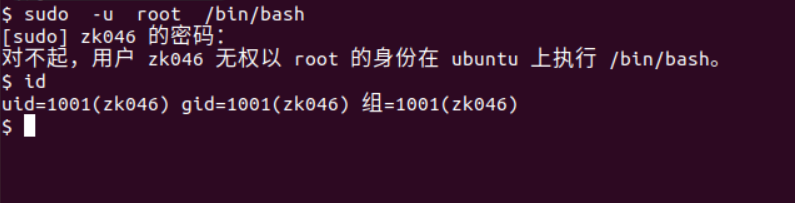 $ sudo  -u  root  /bin/bash
[sudo] zk046 的密码：
对不起，用户 zk046 无权以 root 的身份在 ubuntu 上执行 /bin/bash。
$ id
uid=1001(zk046) gid=1001(zk046) 组=1001(zk046)
$